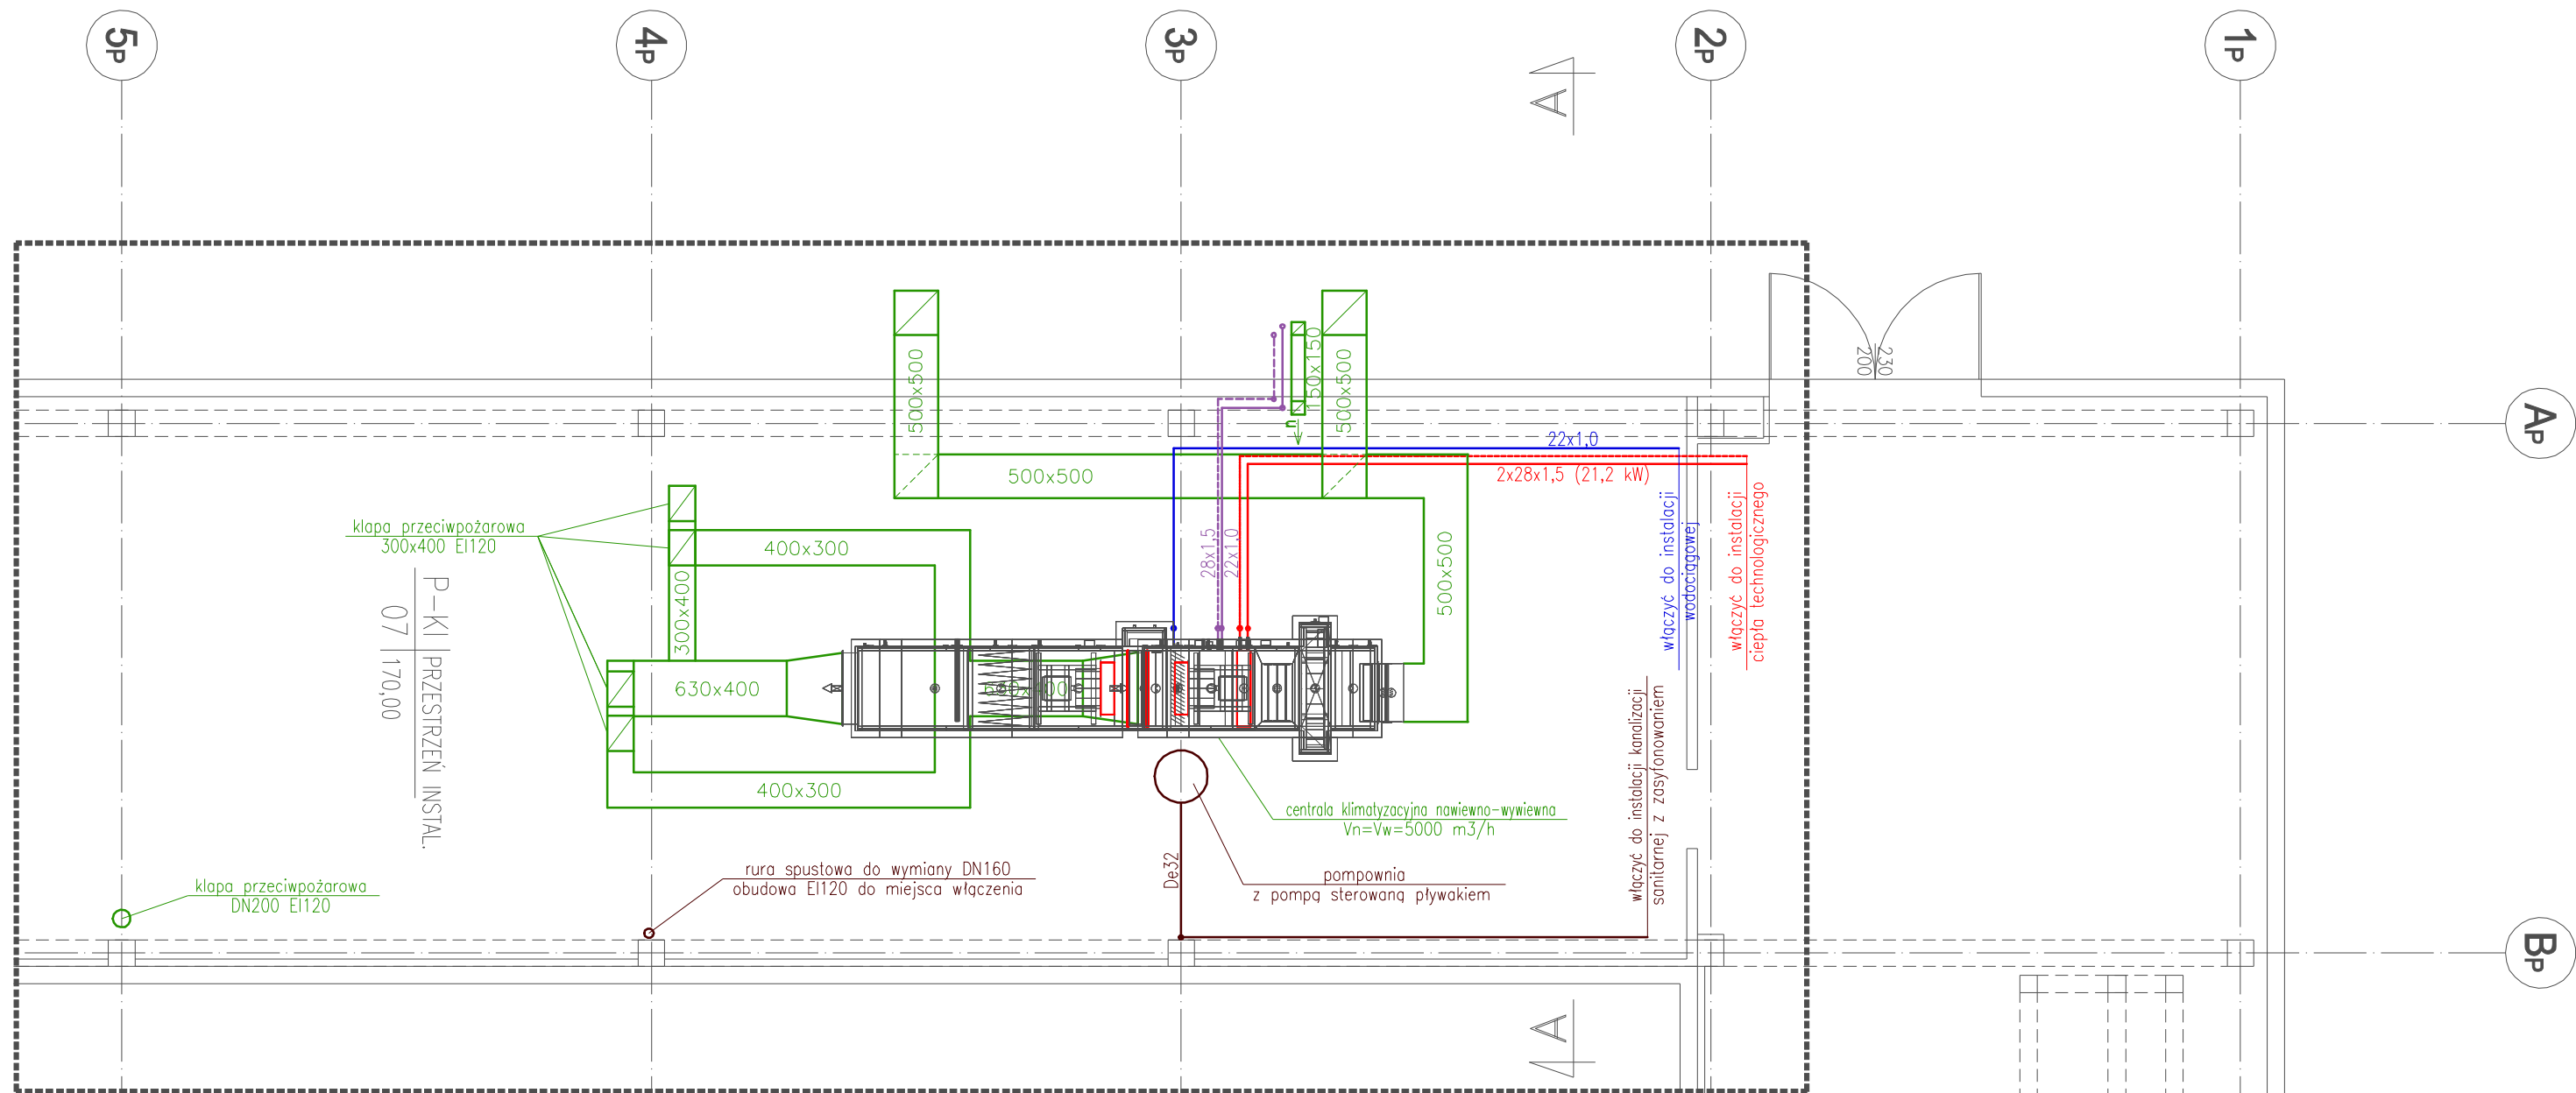 5P
4P
3P
2P
1P
A
200
230
AP
500x500
150x150
500x500
n
22x1,0
500x500
2x28x1,5 (21,2 kW)
włączyć do instalacji
wodociągowej
włączyć do instalacji
ciepła technologicznego
klapa przeciwpożarowa
300x400 EI120
400x300
28x1,5
22x1,0
500x500
300x400
P-KI PRZESTRZEŃ INSTAL.
07 170,00
630x400
630x400
400x300
centrala klimatyzacyjna nawiewno-wywiewna
Vn=Vw=5000 m3/h
włączyć do instalacji kanalizacji
sanitarnej z zasyfonowaniem
De32
rura spustowa do wymiany DN160
obudowa EI120 do miejsca włączenia
pompownia
z pompą sterowaną pływakiem
klapa przeciwpożarowa
DN200 EI120
BP
A